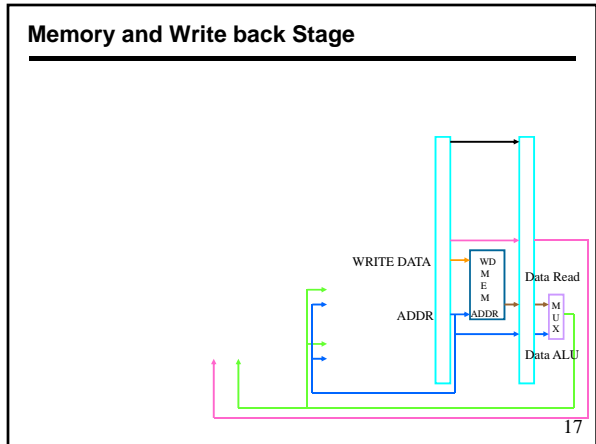 Memory and Write back Stage
WRITE DATA
WD
M
E
M
ADDR
ADDR
Data Read
M
U
X
Data ALU
17